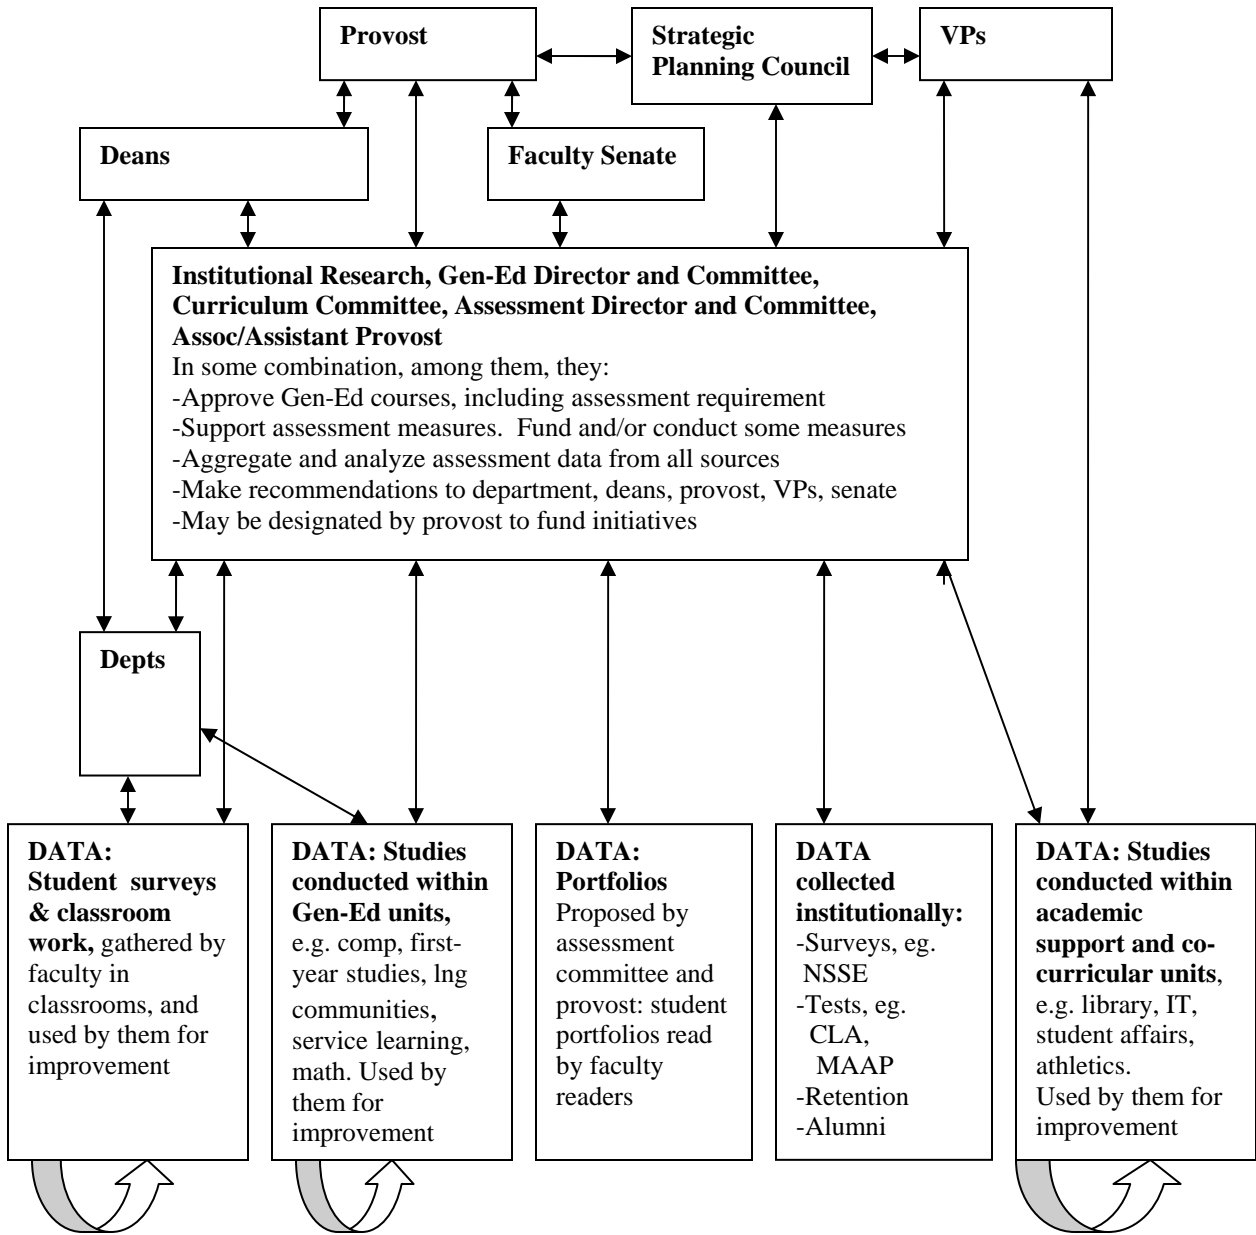 Provost
Strategic
Planning Council
VPs
Deans
Faculty Senate
Institutional Research, Gen-Ed Director and Committee,
Curriculum Committee, Assessment Director and Committee,
Assoc/Assistant Provost
In some combination, among them, they:
-Approve Gen-Ed courses, including assessment requirement
-Support assessment measures.  Fund and/or conduct some measures
-Aggregate and analyze assessment data from all sources
-Make recommendations to department, deans, provost, VPs, senate
-May be designated by provost to fund initiatives
Depts
DATA:
Student  surveys
& classroom
work, gathered by
faculty in
classrooms, and
used by them for
improvement
DATA: Studies
conducted within
Gen-Ed units,
e.g. comp, first-
year studies, lng
communities,
service learning,
math. Used by
them for
improvement
DATA:
Portfolios
Proposed by
assessment
committee and
provost: student
portfolios read
by faculty
readers
DATA
collected
institutionally:
-Surveys, eg.
NSSE
-Tests, eg.
CLA,
MAAP
-Retention
-Alumni
DATA: Studies
conducted within
academic
support and co-
curricular units,
e.g. library, IT,
student affairs,
athletics.
Used by them for
improvement